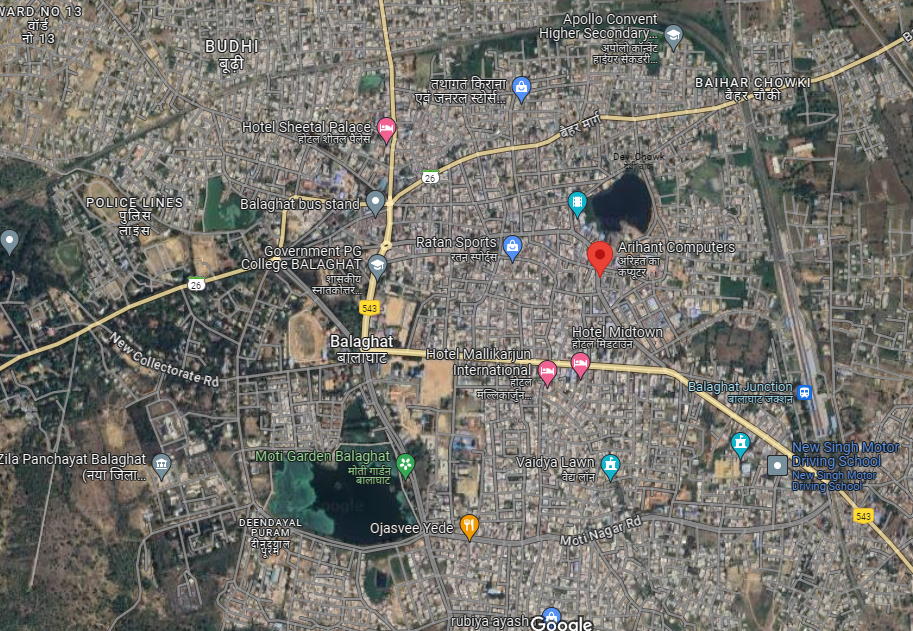 WARD NO 13
वॉर्ड
नो 13
BUDHI
बूढ़ी
Apollo Convent
Higher Secondary...
अपोलो कॉन्वेंट
हाईयर सेकंडरी...
तथागत किराना
एवं जनरल स्टोर्स...
BAIHAR CHOWKI
बैहर चौकी
बैहर मार्ग
Hotel Sheetal Palace
होटल शीतल पैलेस
Devi Chowk
26
POLICE LINES
पुलिस
लाइस
Balaghat bus stand
Ratan Sports
रतन स्पोर्ट्स
Arihant Computers
अरिहंत का
कंप्यूटर
Government PG
College BALAGHAT
शासकीय
स्नातकोत्तर...
26
543
New Collectorate Rd
Balaghat
बालाघाट
Hotel Midtown
होटल मिडटाउन
Hotel Mallikarjun
International
होटल
मल्लिकार्जुन...
Balaghat Junction
बालाघाट जंक्शन
Zila Panchayat Balaghat
(नया जिला...
Moti Garden Balaghat
मोती गार्डन
बालाघाट
Vaidya Lawn
वैद्य लान
New Singh Motor
Driving School
New Singh Motor
Driving School
543
DEENDAYAL
PURAM
दीनदयाल
पुरम
Ojasvee Yede
Moti Nagar Rd
rubiya ayash
Google